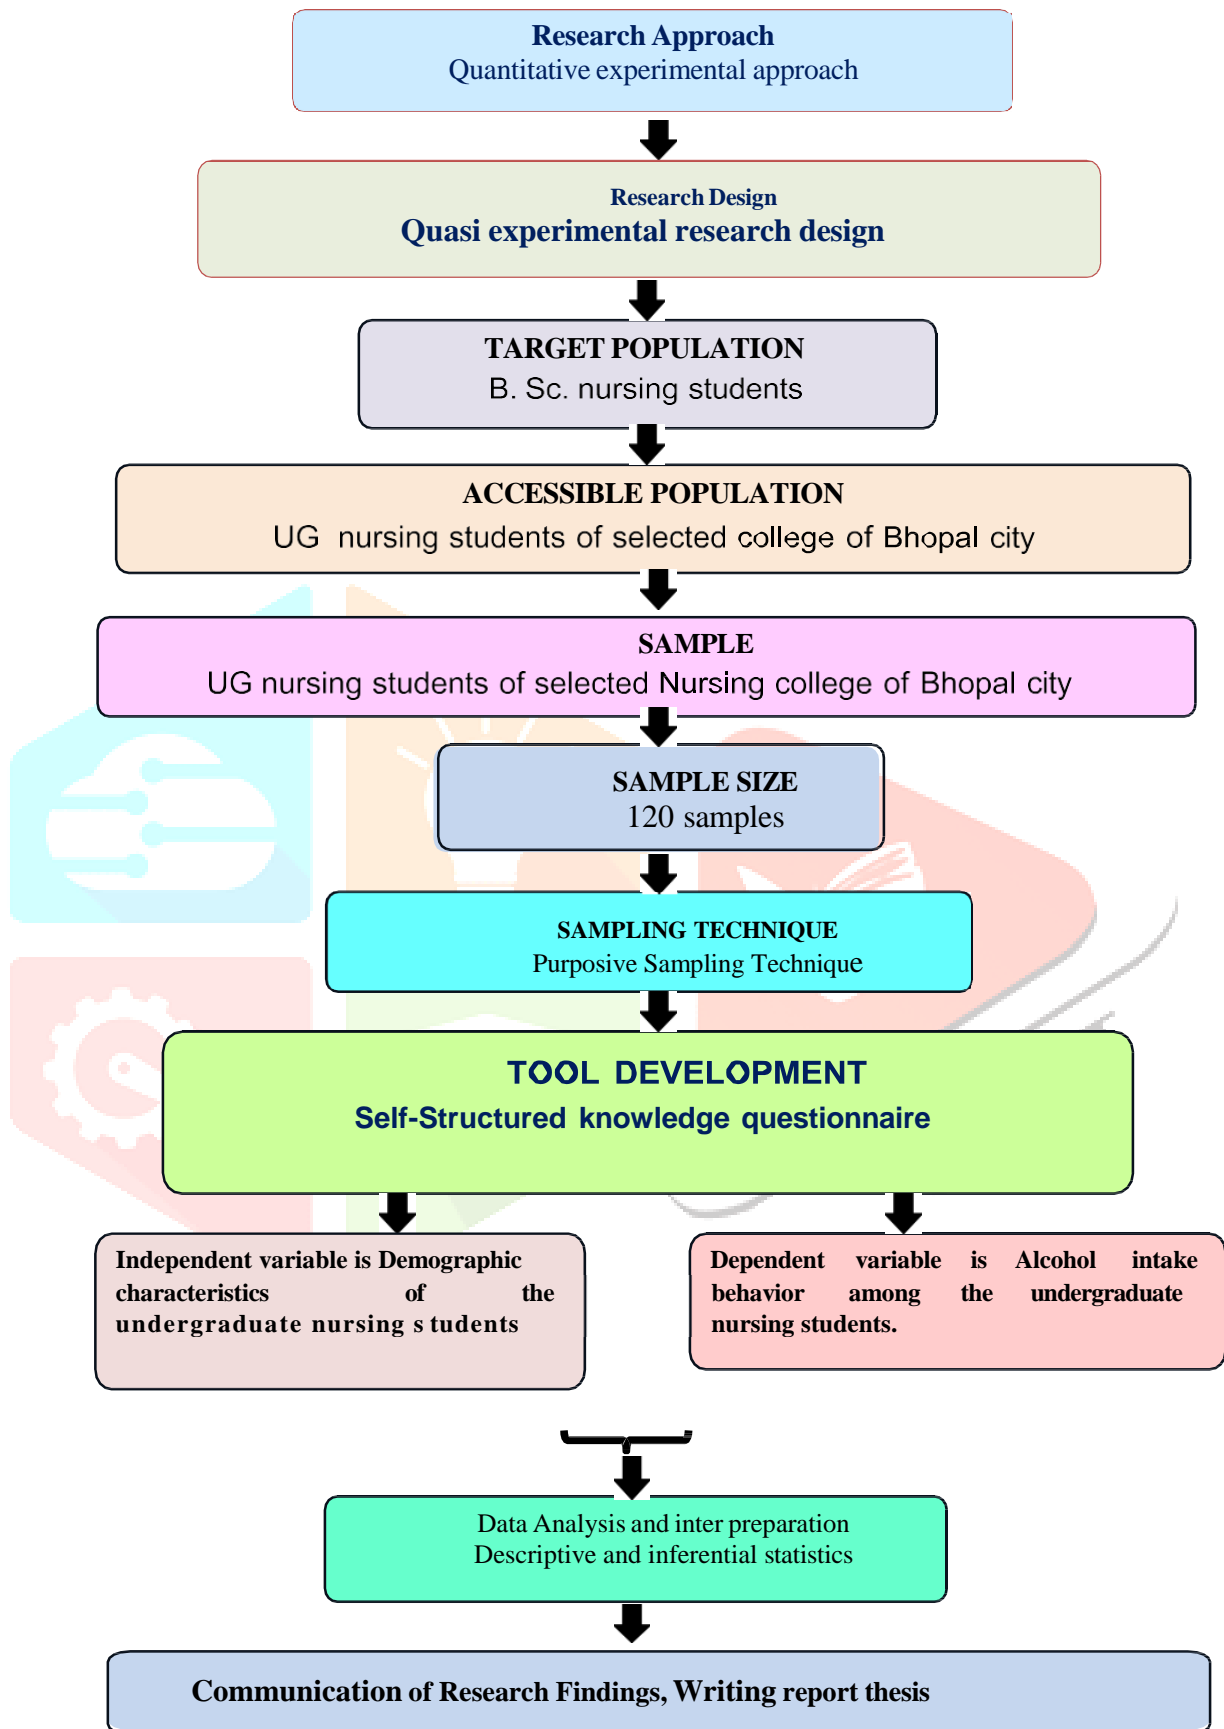 Research Approach
Quantitative experimental approach
Research Design
Quasi experimental research design
TARGET POPULATION
B. Sc. nursing students
ACCESSIBLE POPULATION
UG nursing students of selected college of Bhopal city
SAMPLE
UG nursing students of selected Nursing college of Bhopal city
SAMPLE SIZE
120 samples
SAMPLING TECHNIQUE
Purposive Sampling Technique
TOOL DEVELOPMENT
Self-Structured knowledge questionnaire
Independent variable is Demographic
characteristics of the
undergraduate nursing s tudents
Dependent variable is Alcohol intake
behavior among the undergraduate
nursing students.
Data Analysis and inter preparation
Descriptive and inferential statistics
Communication of Research Findings, Writing report thesis